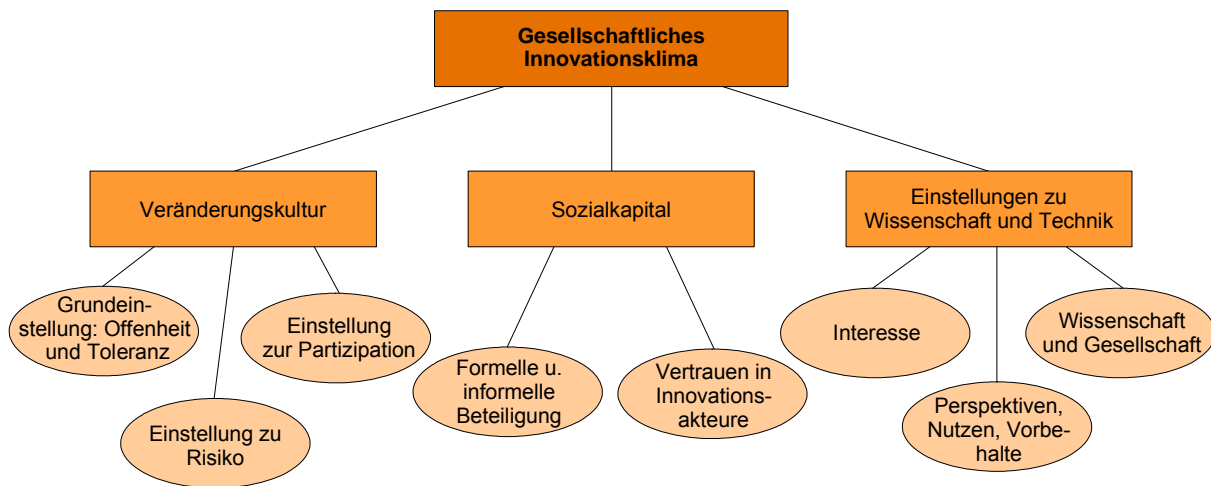 Gesellschaftliches
Innovationsklima
Veränderungskultur
Sozialkapital
Einstellungen zu
Wissenschaft und Technik
Grundein-
stellung: Offenheit
und Toleranz
Einstellung zu
Risiko
Einstellung
zur Partizipation
Formelle u.
informelle
Beteiligung
Vertrauen in
Innovations-
akteure
Interesse
Perspektiven,
Nutzen, Vorbe-
halte
Wissenschaft
und Gesellschaft